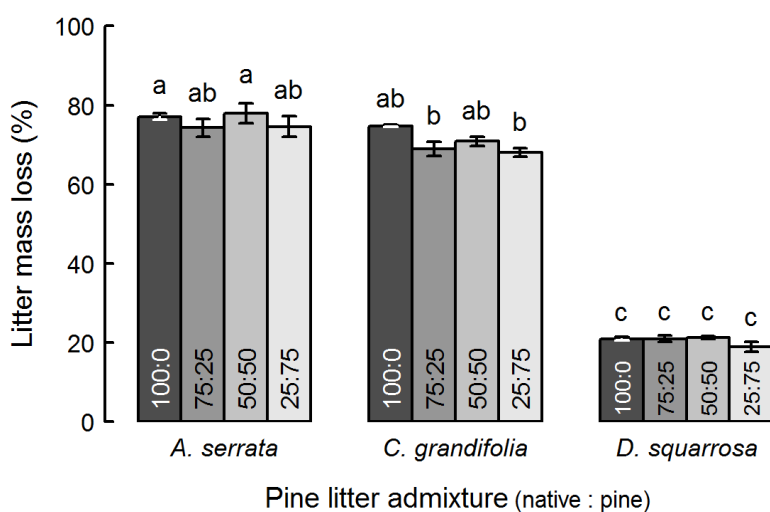 100
80
60
40
20
0
Litter mass loss (%)
a ab a ab
ab b ab b
c c c c
100:0 75:25 50:50 25:75
100:0 75:25 50:50 25:75
100:0 75:25 50:50 25:75
A. serrata C. grandifolia D. squarrosa
Pine litter admixture (native : pine)